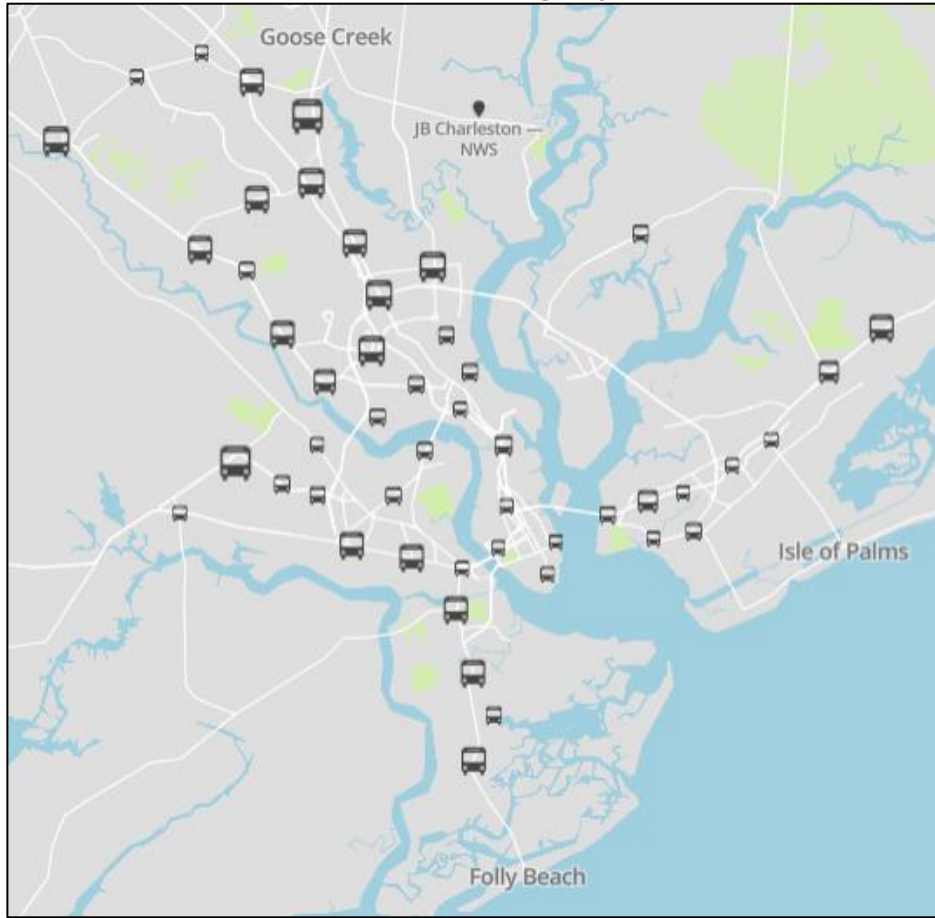 Goose Creek
JB Charleston —
NWS
Isle of Palms
Folly Beach